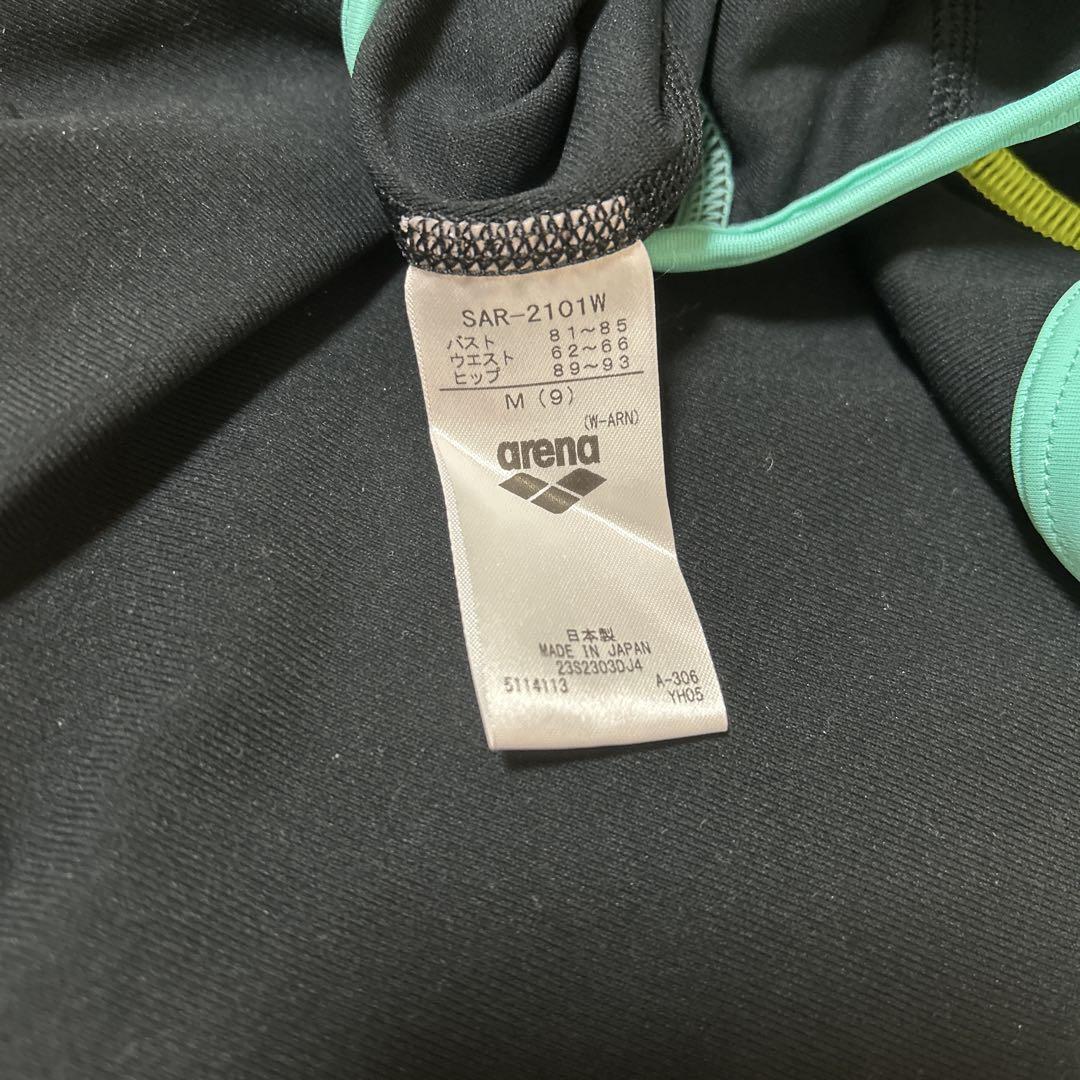 SAR-2101W
バスト 81～85
ウエスト 62～66
ヒップ 89～93
M (9)
(W-ARN)
arena
日本製
MADE IN JAPAN
23S2303DJ4
5114113 A-306
YH05